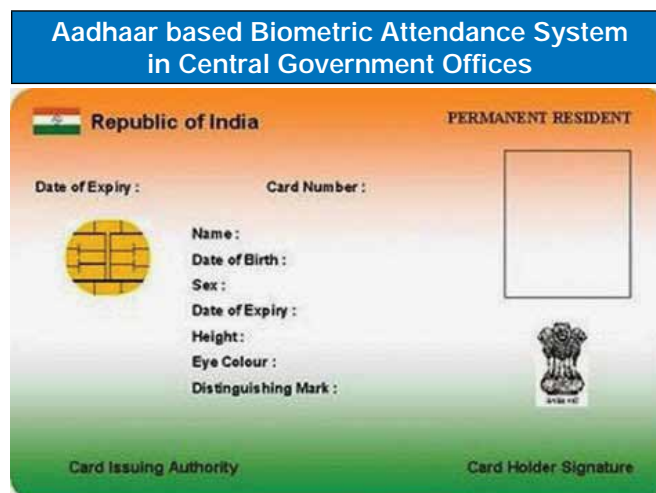 Aadhaar based Biometric Attendance System
in Central Government Offices
Republic of India
PERMANENT RESIDENT
Date of Expiry :
Card Number :
Name :
Date of Birth :
Sex :
Date of Expiry :
Height :
Eye Colour :
Distinguishing Mark :
Card Issuing Authority
Card Holder Signature